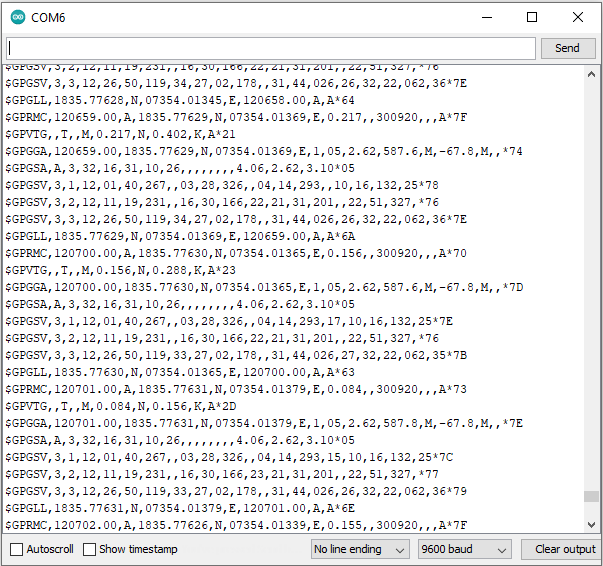 COM6
Send
$GPGSV,3,2,12,11,19,231,,16,30,166,22,21,31,201,,22,51,327,*76
$GPGSV,3,3,12,26,50,119,34,27,02,178,,31,44,026,26,32,22,062,36*7E
$GPGLL,1835.77628,N,07354.01345,E,120658.00,A,A*64
$GPRMC,120659.00,A,1835.77629,N,07354.01369,E,0.217,,300920,,,A*7F
$GPVTG,,T,,M,0.217,N,0.402,K,A*21
$GPGGA,120659.00,1835.77629,N,07354.01369,E,1,05,2.62,587.6,M,-67.8,M,,*74
$GPGSA,A,3,32,16,31,10,26,,,,,,,,4.06,2.62,3.10*05
$GPGSV,3,1,12,01,40,267,,03,28,326,,04,14,293,,10,16,132,25*78
$GPGSV,3,2,12,11,19,231,,16,30,166,22,21,31,201,,22,51,327,*76
$GPGSV,3,3,12,26,50,119,34,27,02,178,,31,44,026,26,32,22,062,36*7E
$GPGLL,1835.77629,N,07354.01369,E,120659.00,A,A*6A
$GPRMC,120700.00,A,1835.77630,N,07354.01365,E,0.156,,300920,,,A*70
$GPVTG,,T,,M,0.156,N,0.288,K,A*23
$GPGGA,120700.00,1835.77630,N,07354.01365,E,1,05,2.62,587.6,M,-67.8,M,,*7D
$GPGSA,A,3,32,16,31,10,26,,,,,,,,4.06,2.62,3.10*05
$GPGSV,3,1,12,01,40,267,,03,28,326,,04,14,293,17,10,16,132,25*7E
$GPGSV,3,2,12,11,19,231,,16,30,166,22,21,31,201,,22,51,327,*76
$GPGSV,3,3,12,26,50,119,33,27,02,178,,31,44,026,27,32,22,062,35*7B
$GPGLL,1835.77630,N,07354.01365,E,120700.00,A,A*63
$GPRMC,120701.00,A,1835.77631,N,07354.01379,E,0.084,,300920,,,A*73
$GPVTG,,T,,M,0.084,N,0.156,K,A*2D
$GPGGA,120701.00,1835.77631,N,07354.01379,E,1,05,2.62,587.8,M,-67.8,M,,*7E
$GPGSA,A,3,32,16,31,10,26,,,,,,,,4.06,2.62,3.10*05
$GPGSV,3,1,12,01,40,267,,03,28,326,,04,14,293,15,10,16,132,25*7C
$GPGSV,3,2,12,11,19,231,,16,30,166,23,21,31,201,,22,51,327,*77
$GPGSV,3,3,12,26,50,119,33,27,02,178,,31,44,026,26,32,22,062,36*79
$GPGLL,1835.77631,N,07354.01379,E,120701.00,A,A*6E
$GPRMC,120702.00,A,1835.77626,N,07354.01339,E,0.155,,300920,,,A*7F
Autoscroll
Show timestamp
No line ending
9600 baud
Clear output